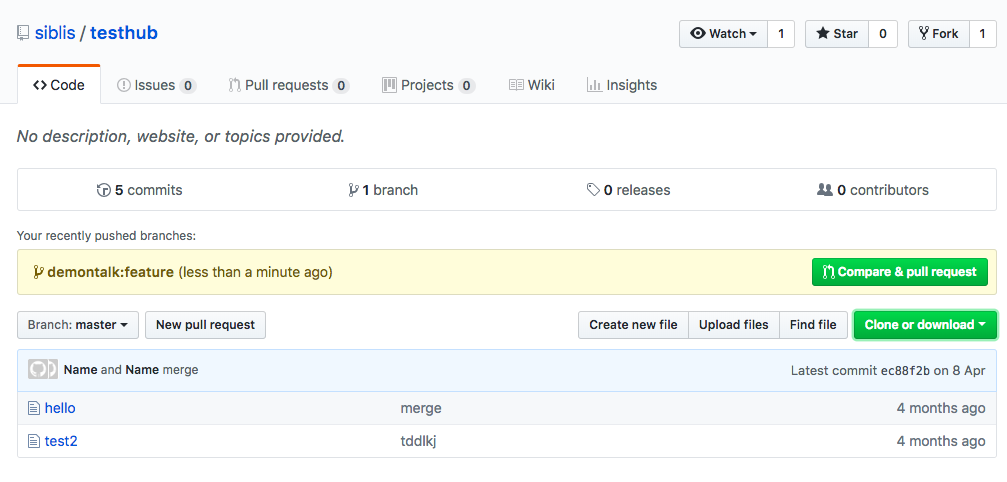 siblis / testhub
Watch 1 Star 0 Fork 1
Code Issues 0 Pull requests 0 Projects 0 Wiki Insights
No description, website, or topics provided.
5 commits 1 branch 0 releases 0 contributors
Your recently pushed branches:
demontalk:feature (less than a minute ago) Compare & pull request
Branch: master New pull request Create new file Upload files Find file Clone or download
Name and Name merge Latest commit ec88f2b on 8 Apr
hello merge 4 months ago
test2 tddlkj 4 months ago